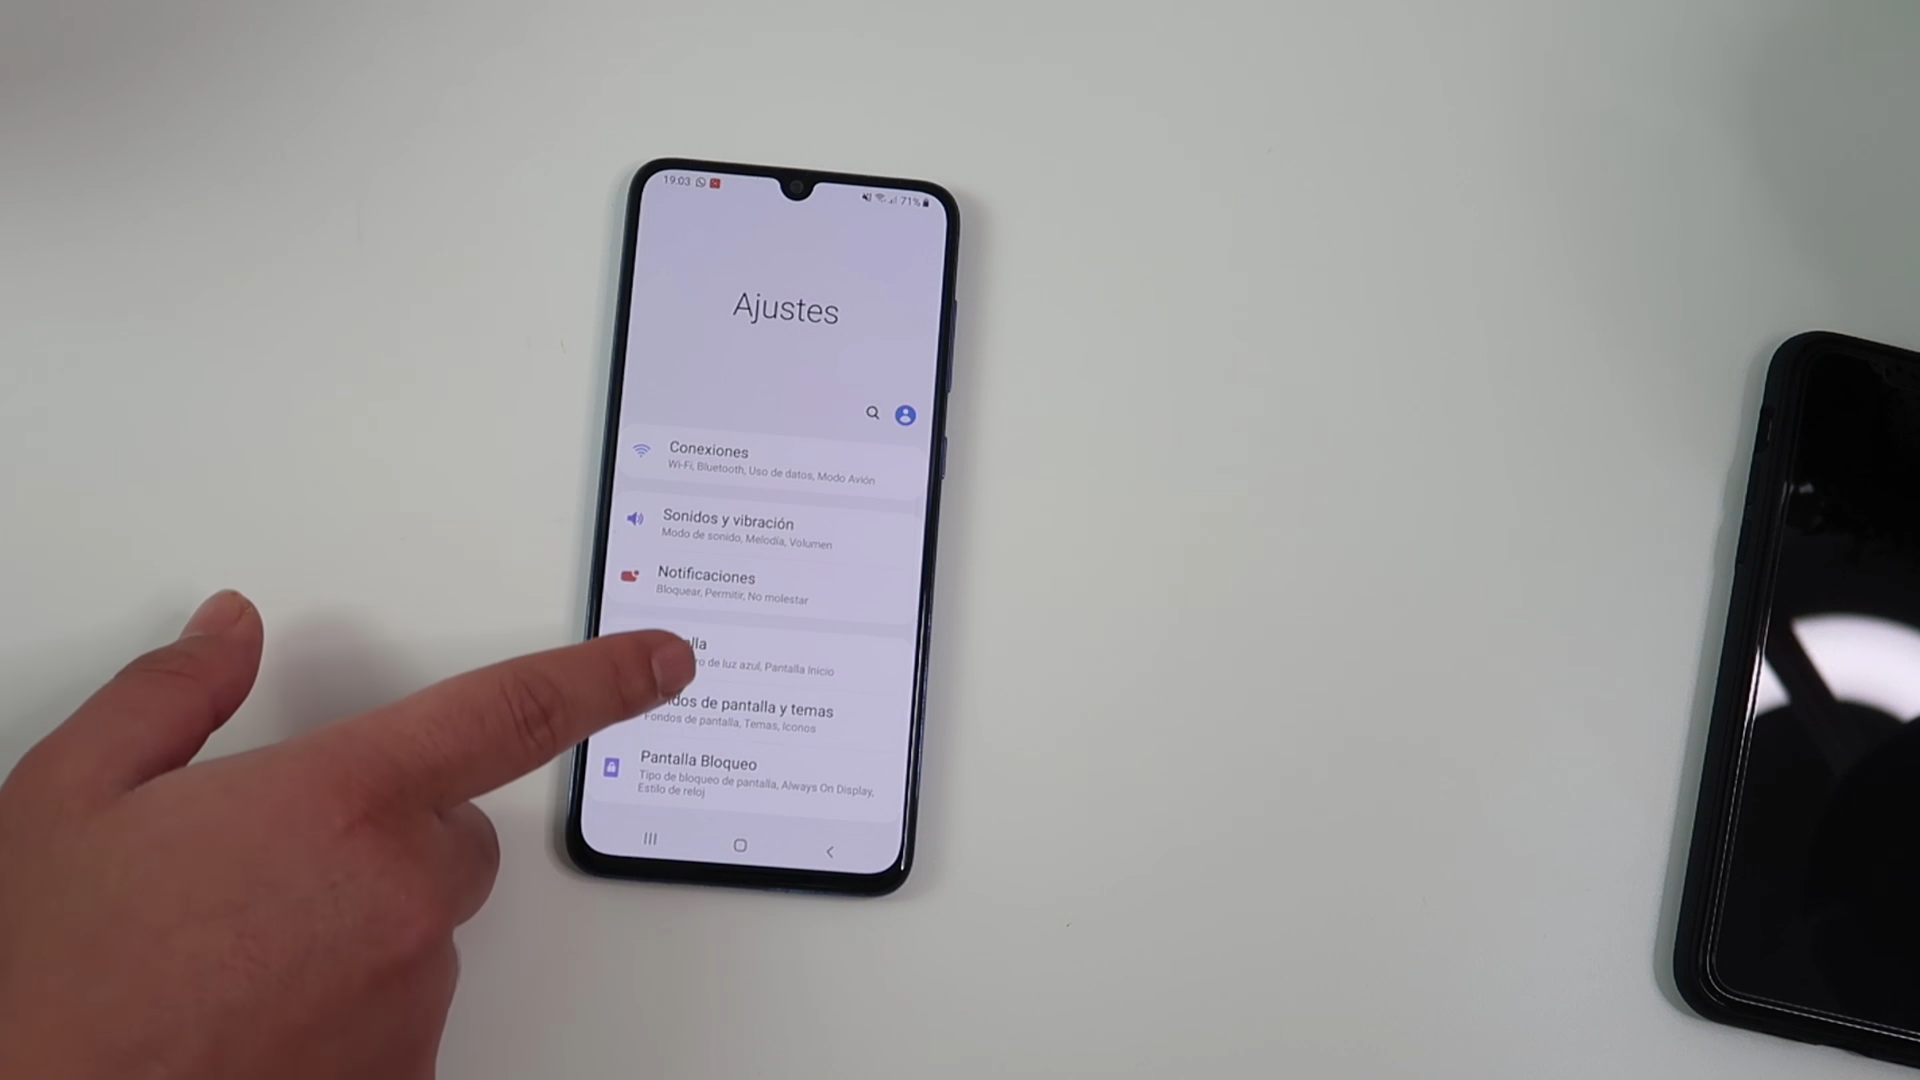 19:03
71%
Ajustes
Conexiones
Wi-Fi, Bluetooth, Uso de datos, Modo Avión
Sonidos y vibración
Modo de sonido, Melodía, Volumen
Notificaciones
Bloquear, Permitir, No molestar
de luz azul, Pantalla Inicio
de pantalla y temas
Fondos de pantalla, Temas, Iconos
Pantalla Bloqueo
Tipo de bloqueo de pantalla, Always On Display,
Estilo de reloj